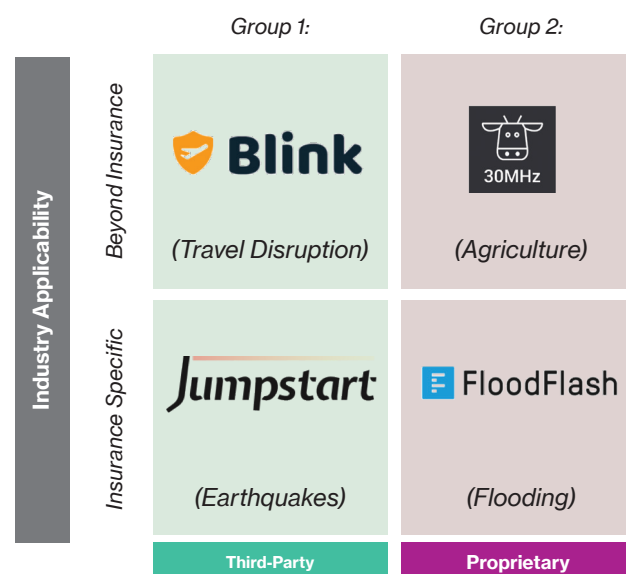 Group 1:
Group 2:
Industry Applicability
Beyond Insurance
Blink
(Travel Disruption)
30MHz
(Agriculture)
Insurance Specific
Jumpstart
(Earthquakes)
FloodFlash
(Flooding)
Third-Party
Proprietary